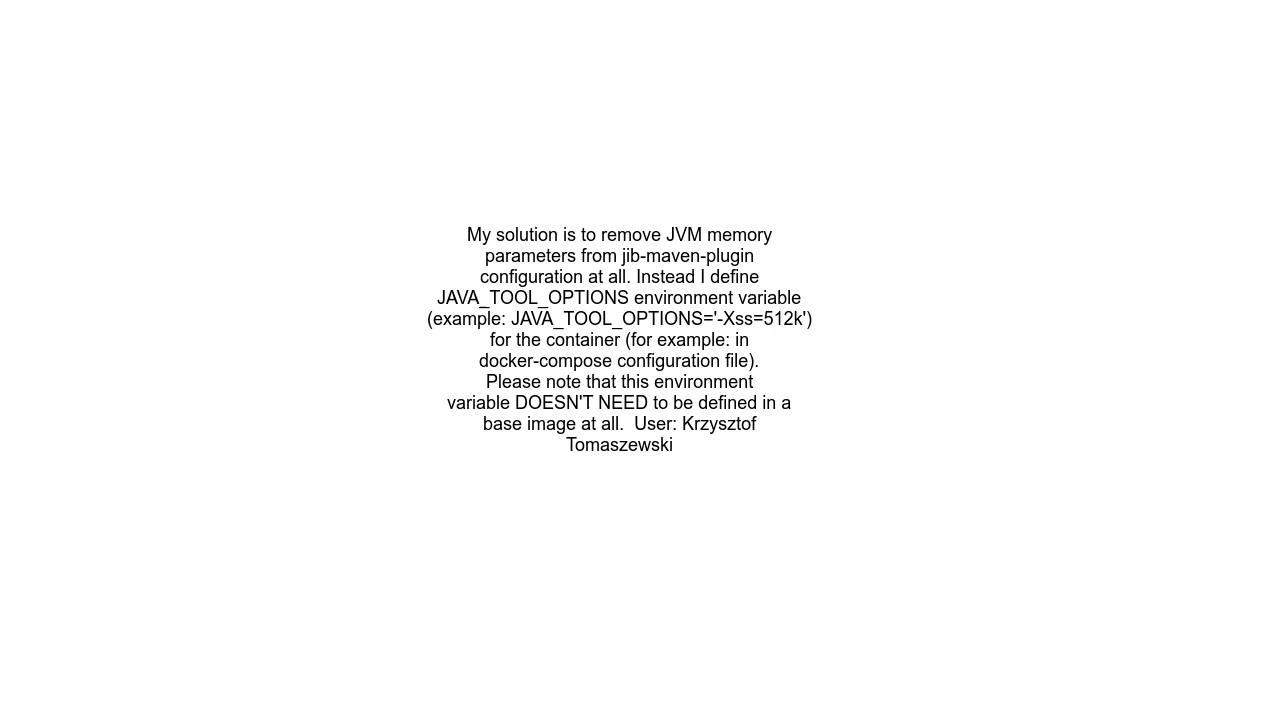 My solution is to remove JVM memory
parameters from jib-maven-plugin
configuration at all. Instead I define
JAVA_TOOL_OPTIONS environment variable
(example: JAVA_TOOL_OPTIONS='-Xss=512k')
for the container (for example: in
docker-compose configuration file).
Please note that this environment
variable DOESN'T NEED to be defined in a
base image at all.  User: Krzysztof
Tomaszewski